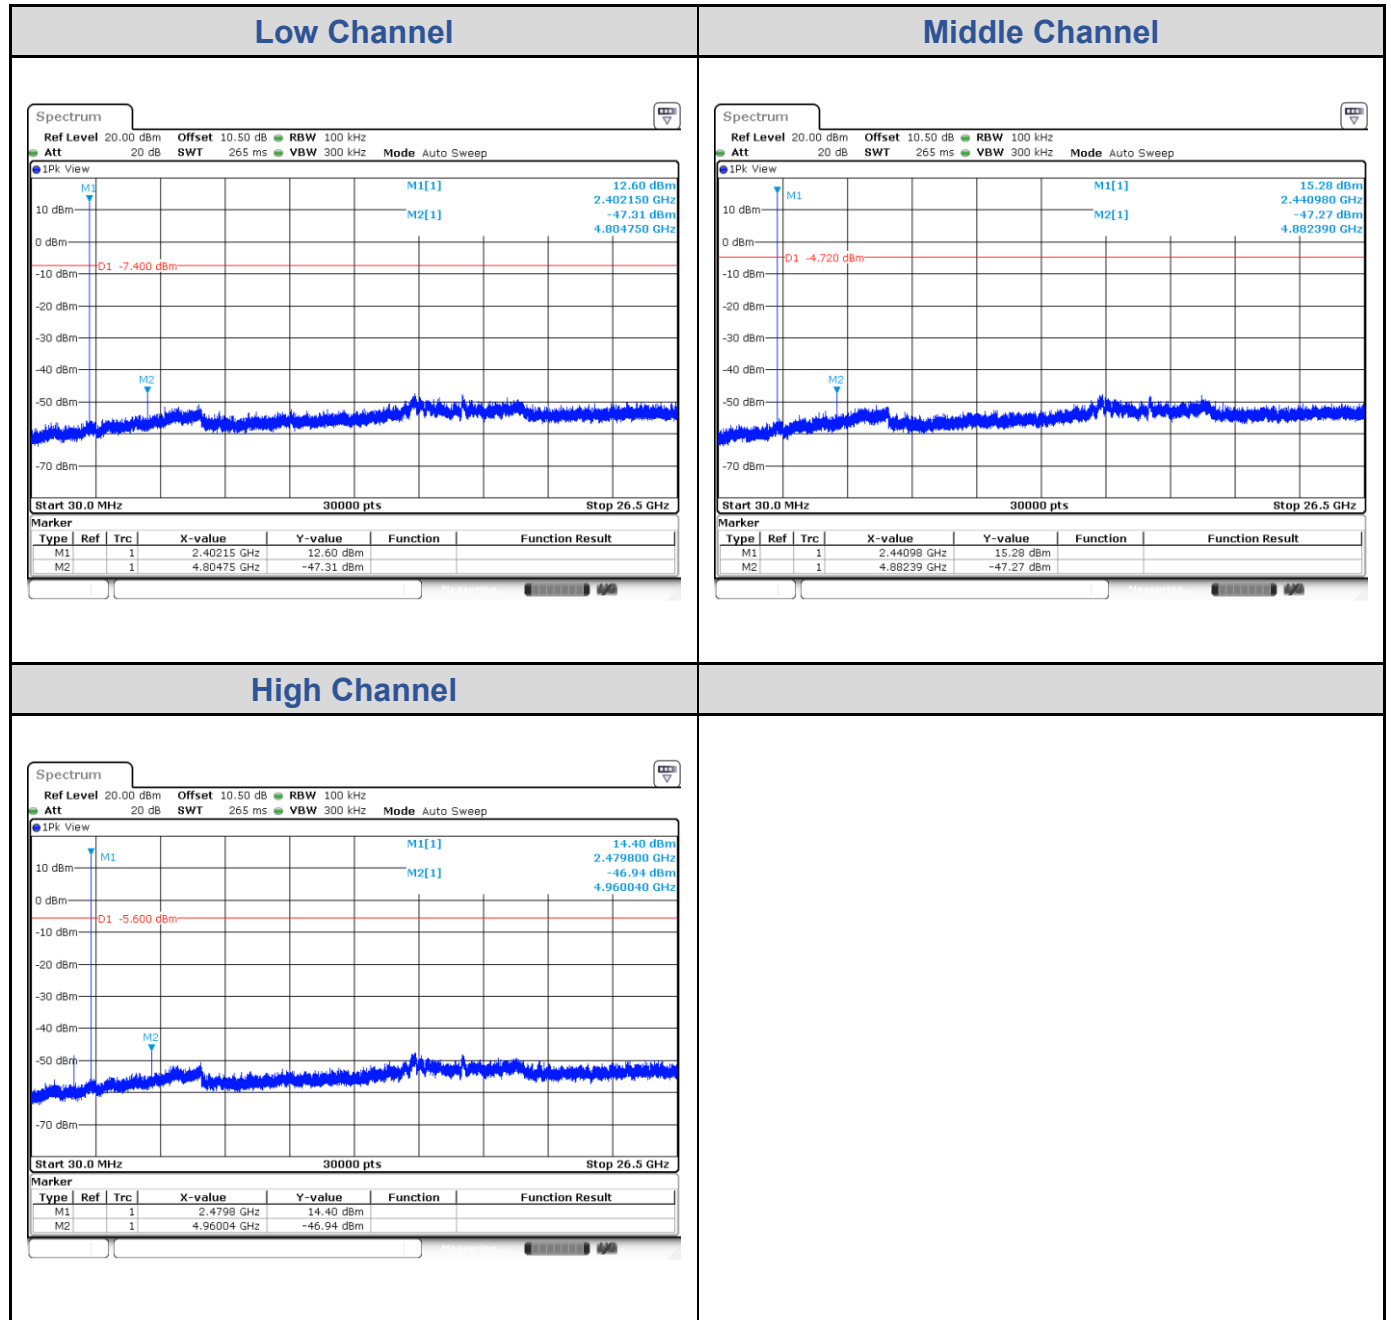 Low Channel
Middle Channel
Spectrum
Ref Level 20.00 dBm Offset 10.50 dB RBW 100 kHz
Att 20 dB SWT 265 ms VBW 300 kHz Mode Auto Sweep
1Pk View
M1[1] 12.60 dBm
2.402150 GHz
M2[1] -47.31 dBm
4.804750 GHz
M1
10 dBm
0 dBm
D1 -7.400 dBm
-10 dBm
-20 dBm
-30 dBm
-40 dBm
M2
-50 dBm
-70 dBm
Start 30.0 MHz 30000 pts Stop 26.5 GHz
Marker
Type Ref Trc X-value Y-value Function Function Result
M1 1 2.40215 GHz 12.60 dBm
M2 1 4.80475 GHz -47.31 dBm
Spectrum
Ref Level 20.00 dBm Offset 10.50 dB RBW 100 kHz
Att 20 dB SWT 265 ms VBW 300 kHz Mode Auto Sweep
1Pk View
M1[1] 15.28 dBm
2.440980 GHz
M2[1] -47.27 dBm
4.882390 GHz
M1
10 dBm
0 dBm
D1 -4.720 dBm
-10 dBm
-20 dBm
-30 dBm
-40 dBm
M2
-50 dBm
-70 dBm
Start 30.0 MHz 30000 pts Stop 26.5 GHz
Marker
Type Ref Trc X-value Y-value Function Function Result
M1 1 2.44098 GHz 15.28 dBm
M2 1 4.88239 GHz -47.27 dBm
High Channel
Spectrum
Ref Level 20.00 dBm Offset 10.50 dB RBW 100 kHz
Att 20 dB SWT 265 ms VBW 300 kHz Mode Auto Sweep
1Pk View
M1[1] 14.40 dBm
2.479800 GHz
M2[1] -46.94 dBm
4.960040 GHz
M1
10 dBm
0 dBm
D1 -5.600 dBm
-10 dBm
-20 dBm
-30 dBm
-40 dBm
M2
-50 dBm
-70 dBm
Start 30.0 MHz 30000 pts Stop 26.5 GHz
Marker
Type Ref Trc X-value Y-value Function Function Result
M1 1 2.4798 GHz 14.40 dBm
M2 1 4.96004 GHz -46.94 dBm